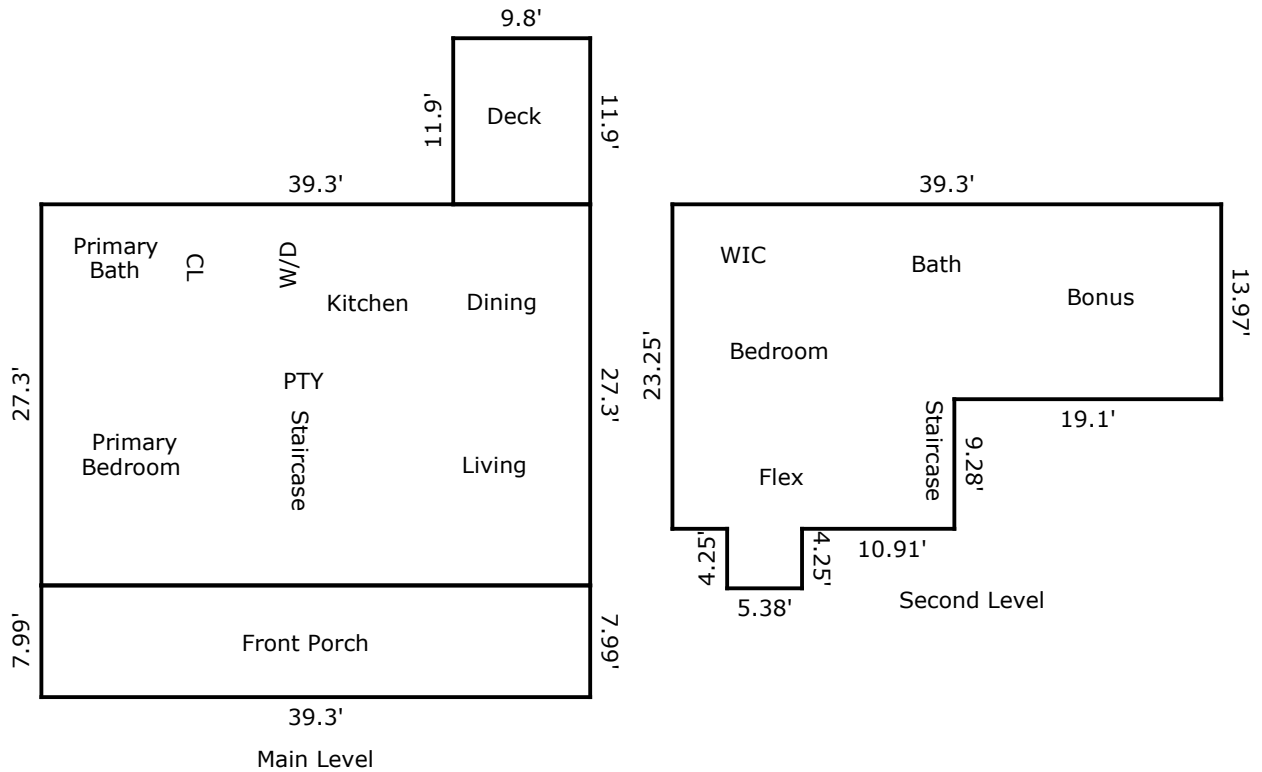 9.8'
11.9'
Deck
11.9'
39.3'
39.3'
Primary
Bath
CL
W/D
Kitchen
Dining
WIC
Bath
Bonus
13.97'
27.3'
PTY
27.3'
23.25'
Bedroom
Primary
Bedroom
Staircase
Living
Flex
Staircase
9.28'
19.1'
4.25'
4.25'
10.91'
5.38'
Second Level
7.99'
Front Porch
7.99'
39.3'
Main Level